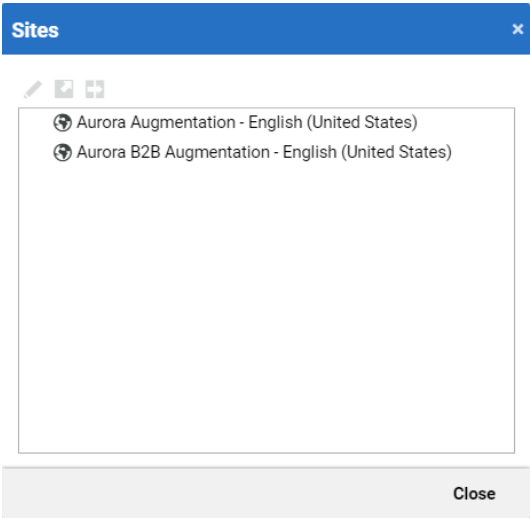 Sites
Aurora Augmentation - English (United States)
Aurora B2B Augmentation - English (United States)
Close